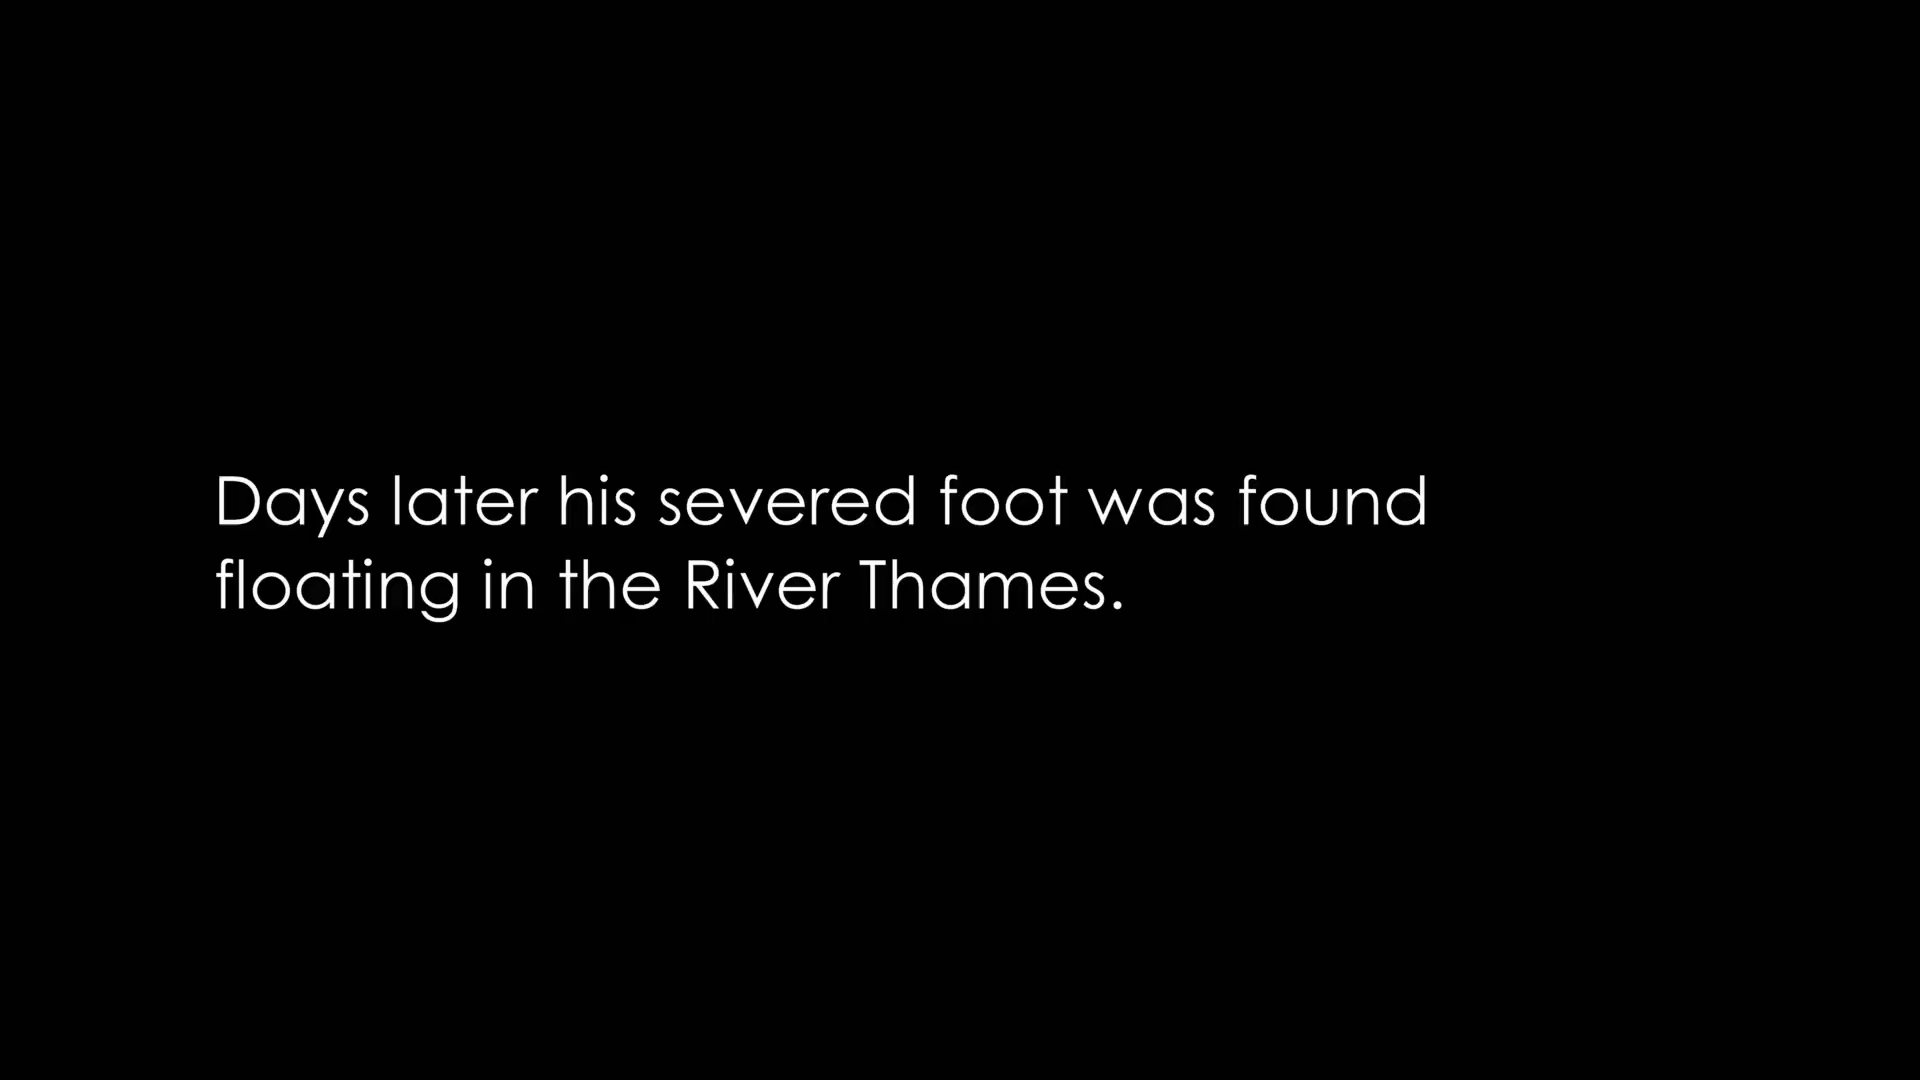 Days later his severed foot was found
floating in the River Thames.